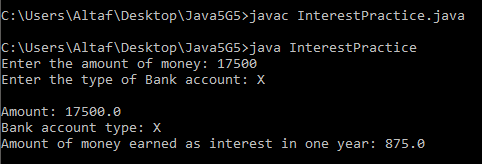 C:\Users\Altaf\Desktop\Java5G5>javac InterestPractice.java
C:\Users\Altaf\Desktop\Java5G5>java InterestPractice
Enter the amount of money: 17500
Enter the type of Bank account: X
Amount: 17500.0
Bank account type: X
Amount of money earned as interest in one year: 875.0